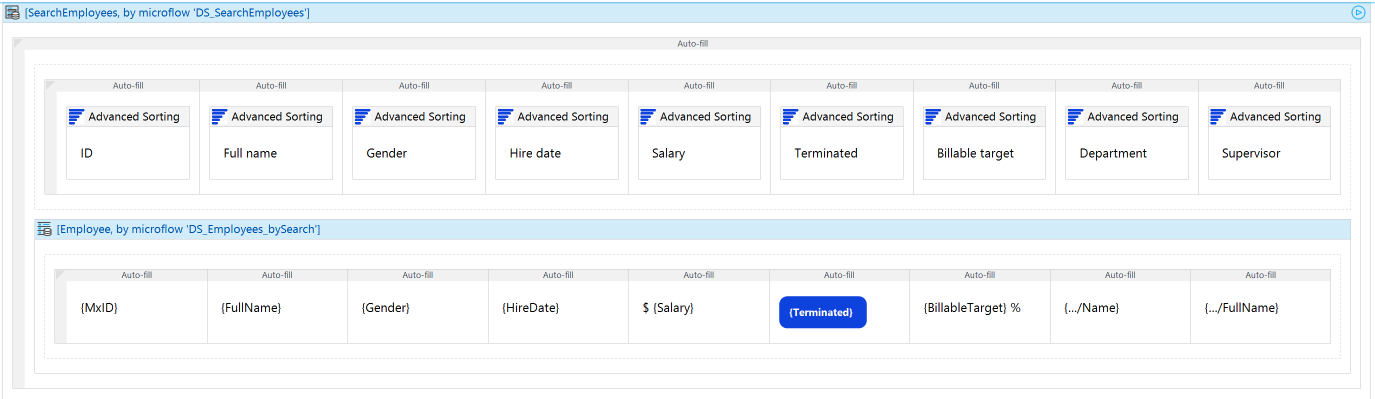 [SearchEmployees, by microflow 'DS_SearchEmployees']
Auto-fill
Auto-fill Auto-fill Auto-fill Auto-fill Auto-fill Auto-fill Auto-fill Auto-fill Auto-fill
Advanced Sorting Advanced Sorting Advanced Sorting Advanced Sorting Advanced Sorting Advanced Sorting Advanced Sorting Advanced Sorting Advanced Sorting
ID Full name Gender Hire date Salary Terminated Billable target Department Supervisor
[Employee, by microflow 'DS_Employees_bySearch']
Auto-fill Auto-fill Auto-fill Auto-fill Auto-fill Auto-fill Auto-fill Auto-fill Auto-fill
{MxID} {FullName} {Gender} {HireDate} $ {Salary} {Terminated} {BillableTarget} % {.../Name} {.../FullName}